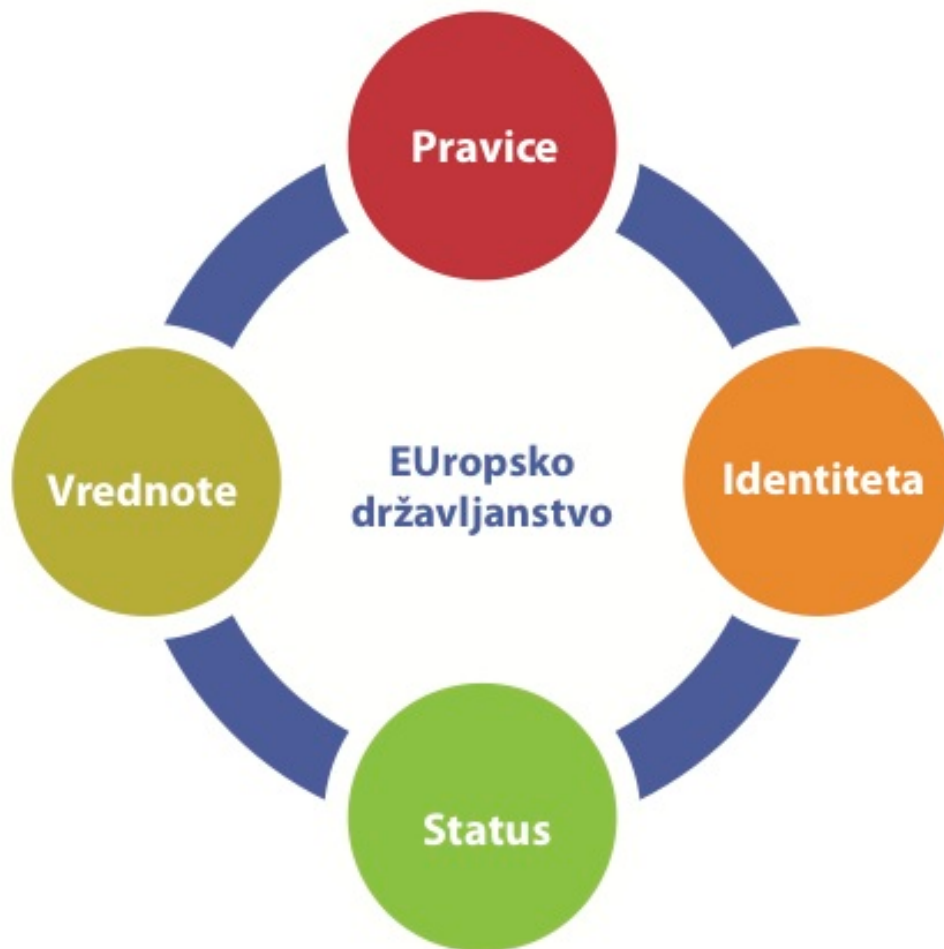 Pravice
Vrednote
EUropsko
državljanstvo
Identiteta
Status